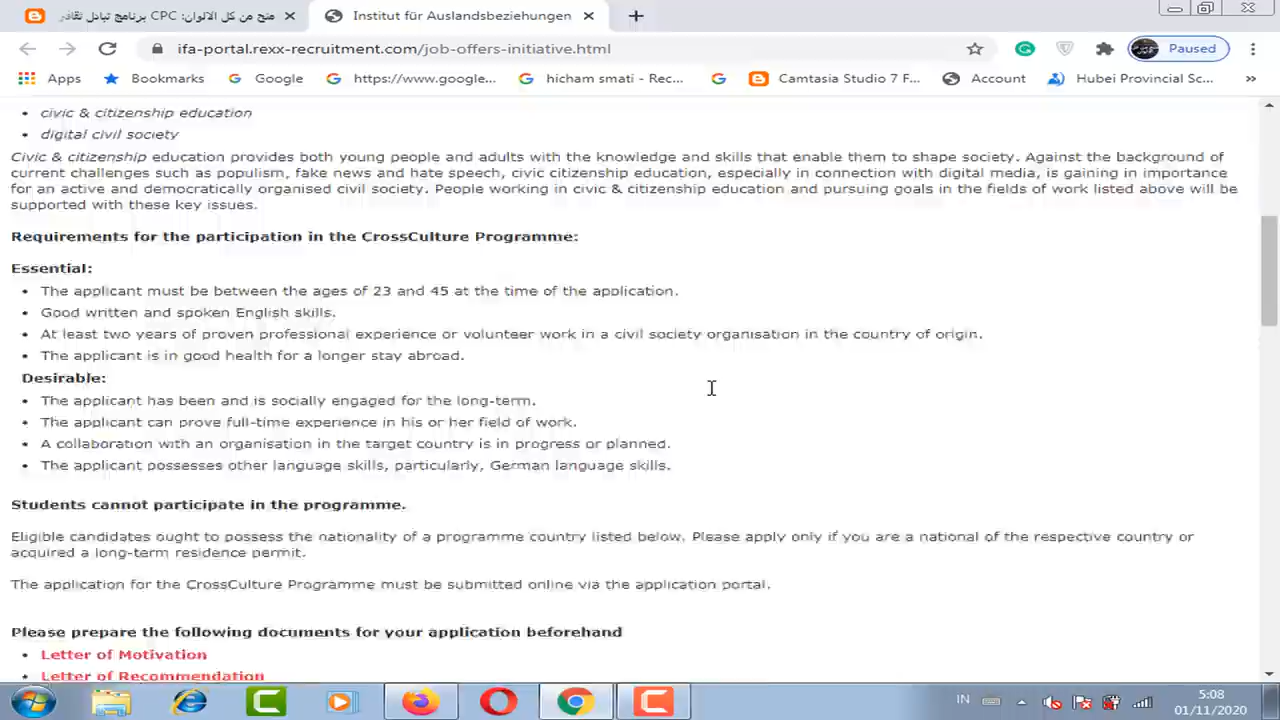 منح من كل الالوان: CPC برنامج تبادل ثقافي
Institut für Auslandsbeziehungen
ifa-portal.rexx-recruitment.com/job-offers-initiative.html
Paused
Apps Bookmarks Google https://www.google... hicham smati - Rec... Camtasia Studio 7 F... Account Hubei Provincial Sc... »
• civic & citizenship education
• digital civil society
Civic & citizenship education provides both young people and adults with the knowledge and skills that enable them to shape society. Against the background of
current challenges such as populism, fake news and hate speech, civic citizenship education, especially in connection with digital media, is gaining in importance
for an active and democratically organised civil society. People working in civic & citizenship education and pursuing goals in the fields of work listed above will be
supported with these key issues.
Requirements for the participation in the CrossCulture Programme:
Essential:
• The applicant must be between the ages of 23 and 45 at the time of the application.
• Good written and spoken English skills.
• At least two years of proven professional experience or volunteer work in a civil society organisation in the country of origin.
• The applicant is in good health for a longer stay abroad.
Desirable:
• The applicant has been and is socially engaged for the long-term.
• The applicant can prove full-time experience in his or her field of work.
• A collaboration with an organisation in the target country is in progress or planned.
• The applicant possesses other language skills, particularly, German language skills.
Students cannot participate in the programme.
Eligible candidates ought to possess the nationality of a programme country listed below. Please apply only if you are a national of the respective country or
acquired a long-term residence permit.
The application for the CrossCulture Programme must be submitted online via the application portal.
Please prepare the following documents for your application beforehand
• Letter of Motivation
• Letter of Recommendation
IN
5:08
01/11/2020